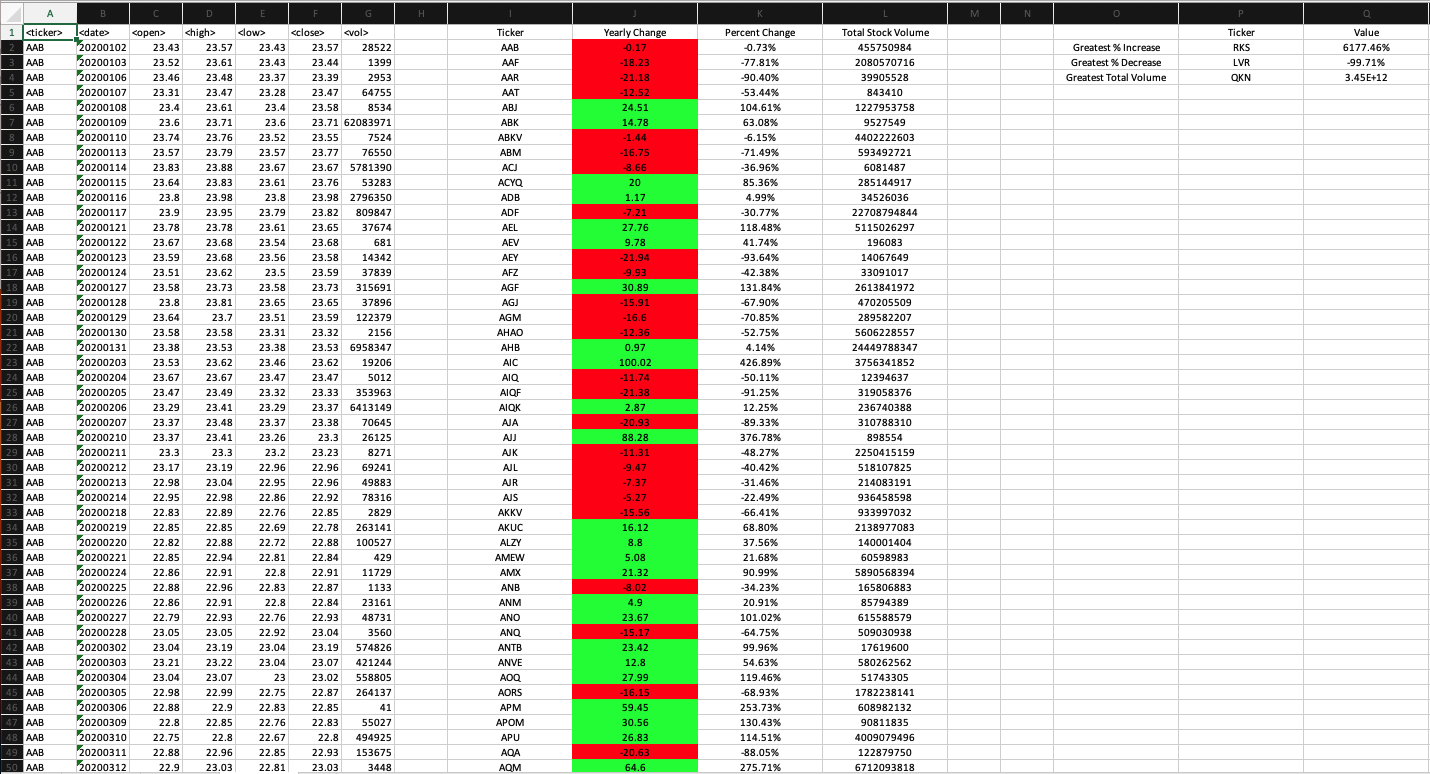 A B C D E F G H I J K L M N O P Q
1 <ticker> <date> <open> <high> <low> <close> <vol> Ticker Yearly Change Percent Change Total Stock Volume Ticker Value
2 AAB 20200102 23.43 23.57 23.43 23.57 28522 AAB -0.17 -0.73% 455750984 Greatest % Increase RKS 6177.46%
3 AAB 20200103 23.52 23.61 23.43 23.44 1399 AAF -18.23 -77.81% 2080570716 Greatest % Decrease LVR -99.71%
4 AAB 20200106 23.46 23.48 23.37 23.39 2953 AAR -21.18 -90.40% 39905528 Greatest Total Volume QKN 3.45E+12
5 AAB 20200107 23.31 23.47 23.28 23.47 64755 AAT -12.52 -53.44% 843410
6 AAB 20200108 23.4 23.61 23.4 23.58 8534 ABJ 24.51 104.61% 1227953758
7 AAB 20200109 23.6 23.71 23.6 23.71 62083971 ABK 14.78 63.08% 9527549
8 AAB 20200110 23.74 23.76 23.52 23.55 7524 ABKV -1.44 -6.15% 4402222603
9 AAB 20200113 23.57 23.79 23.57 23.77 76550 ABM -16.75 -71.49% 593492721
10 AAB 20200114 23.83 23.88 23.67 23.67 5781390 ACJ -8.66 -36.96% 6081487
11 AAB 20200115 23.64 23.83 23.61 23.76 53283 ACYQ 20 85.36% 285144917
12 AAB 20200116 23.8 23.98 23.8 23.98 2796350 ADB 1.17 4.99% 34526036
13 AAB 20200117 23.9 23.95 23.79 23.82 809847 ADF -7.21 -30.77% 22708794844
14 AAB 20200121 23.78 23.78 23.61 23.65 37674 AEL 27.76 118.48% 5115026297
15 AAB 20200122 23.67 23.68 23.54 23.68 681 AEV 9.78 41.74% 196083
16 AAB 20200123 23.59 23.68 23.56 23.58 14342 AEY -21.94 -93.64% 14067649
17 AAB 20200124 23.51 23.62 23.5 23.59 37839 AFZ -9.93 -42.38% 33091017
18 AAB 20200127 23.58 23.73 23.58 23.73 315691 AGF 30.89 131.84% 2613841972
19 AAB 20200128 23.8 23.81 23.65 23.65 37896 AGJ -15.91 -67.90% 470205509
20 AAB 20200129 23.64 23.7 23.51 23.59 122379 AGM -16.6 -70.85% 289582207
21 AAB 20200130 23.58 23.58 23.31 23.32 2156 AHAO -12.36 -52.75% 5606228557
22 AAB 20200131 23.38 23.53 23.38 23.53 6958347 AHB 0.97 4.14% 24449788347
23 AAB 20200203 23.53 23.62 23.46 23.62 19206 AIC 100.02 426.89% 3756341852
24 AAB 20200204 23.67 23.67 23.47 23.47 5012 AIQ -11.74 -50.11% 12394637
25 AAB 20200205 23.47 23.49 23.32 23.33 353963 AIQF -21.38 -91.25% 319058376
26 AAB 20200206 23.29 23.41 23.29 23.37 6413149 AIQK 2.87 12.25% 236740388
27 AAB 20200207 23.37 23.48 23.37 23.38 70645 AJA -20.93 -89.33% 310788310
28 AAB 20200210 23.37 23.41 23.26 23.3 26125 AJJ 88.28 376.78% 898554
29 AAB 20200211 23.3 23.3 23.2 23.23 8271 AJK -11.31 -48.27% 2250415159
30 AAB 20200212 23.17 23.19 22.96 22.96 69241 AJL -9.47 -40.42% 518107825
31 AAB 20200213 22.98 23.04 22.95 22.96 49883 AJR -7.37 -31.46% 214083191
32 AAB 20200214 22.95 22.98 22.86 22.92 78316 AJS -5.27 -22.49% 936458598
33 AAB 20200218 22.83 22.89 22.76 22.85 2829 AKKV -15.56 -66.41% 933997032
34 AAB 20200219 22.85 22.85 22.69 22.78 263141 AKUC 16.12 68.80% 2138977083
35 AAB 20200220 22.82 22.88 22.72 22.88 100527 ALZY 8.8 37.56% 140001404
36 AAB 20200221 22.85 22.94 22.81 22.84 429 AMEW 5.08 21.68% 60598983
37 AAB 20200224 22.86 22.91 22.8 22.91 11729 AMX 21.32 90.99% 5890568394
38 AAB 20200225 22.88 22.96 22.83 22.87 1133 ANB -8.02 -34.23% 165806883
39 AAB 20200226 22.86 22.91 22.8 22.84 23161 ANM 4.9 20.91% 85794389
40 AAB 20200227 22.79 22.93 22.76 22.93 48731 ANO 23.67 101.02% 615588579
41 AAB 20200228 23.05 23.05 22.92 23.04 3560 ANQ -15.17 -64.75% 509030938
42 AAB 20200302 23.04 23.19 23.04 23.19 574826 ANTB 23.42 99.96% 17619600
43 AAB 20200303 23.21 23.22 23.04 23.07 421244 ANVE 12.8 54.63% 580262562
44 AAB 20200304 23.04 23.07 23 23.02 558805 AOQ 27.99 119.46% 51743305
45 AAB 20200305 22.98 22.99 22.75 22.87 264137 AORS -16.15 -68.93% 1782238141
46 AAB 20200306 22.88 22.9 22.83 22.85 41 APM 59.45 253.73% 608982132
47 AAB 20200309 22.8 22.85 22.76 22.83 55027 APOM 30.56 130.43% 90811835
48 AAB 20200310 22.75 22.8 22.67 22.8 494925 APU 26.83 114.51% 4009079496
49 AAB 20200311 22.88 22.96 22.85 22.93 153675 AQA -20.63 -88.05% 122879750
50 AAB 20200312 22.9 23.03 22.81 23.03 3448 AQM 64.6 275.71% 6712093818